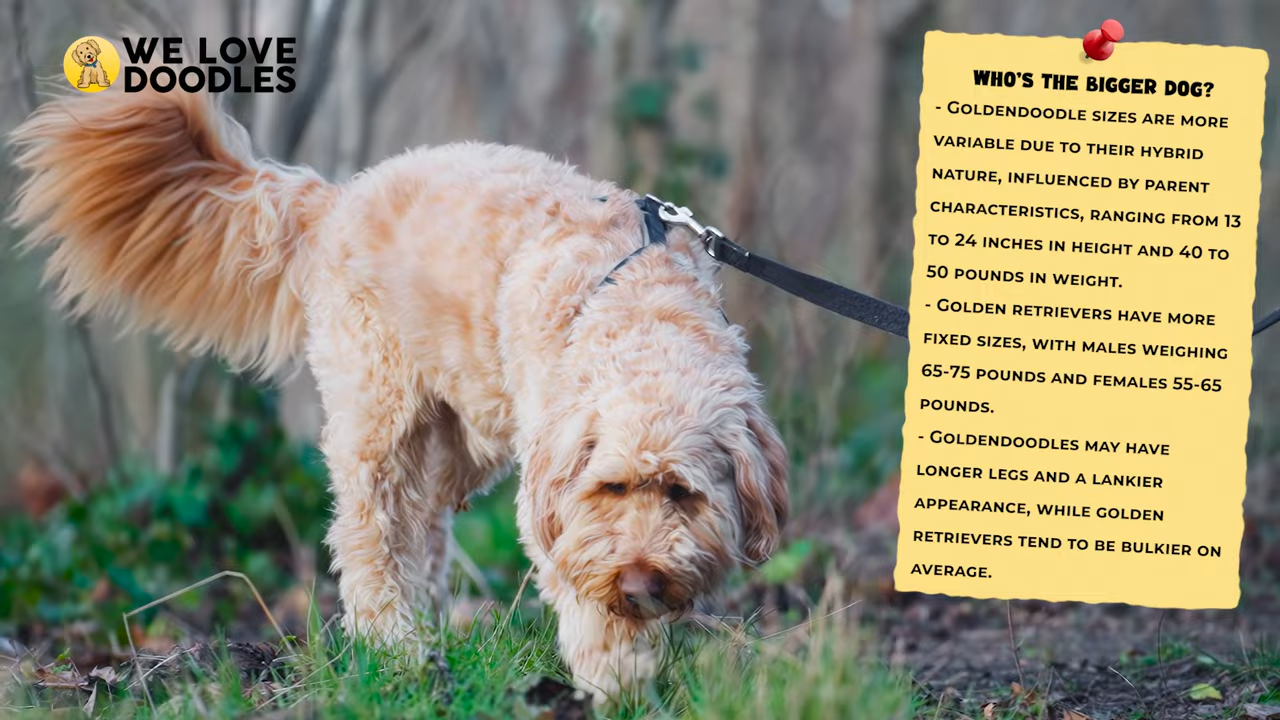 WE LOVE
DOODLES
WHO'S THE BIGGER DOG?
- GOLDENDOODLE SIZES ARE MORE
VARIABLE DUE TO THEIR HYBRID
NATURE, INFLUENCED BY PARENT
CHARACTERISTICS, RANGING FROM 13
TO 24 INCHES IN HEIGHT AND 40 TO
50 POUNDS IN WEIGHT.
- GOLDEN RETRIEVERS HAVE MORE
FIXED SIZES, WITH MALES WEIGHING
65-75 POUNDS AND FEMALES 55-65
POUNDS.
- GOLDENDOODLES MAY HAVE
LONGER LEGS AND A LANKIER
APPEARANCE, WHILE GOLDEN
RETRIEVERS TEND TO BE BULKIER ON
AVERAGE.